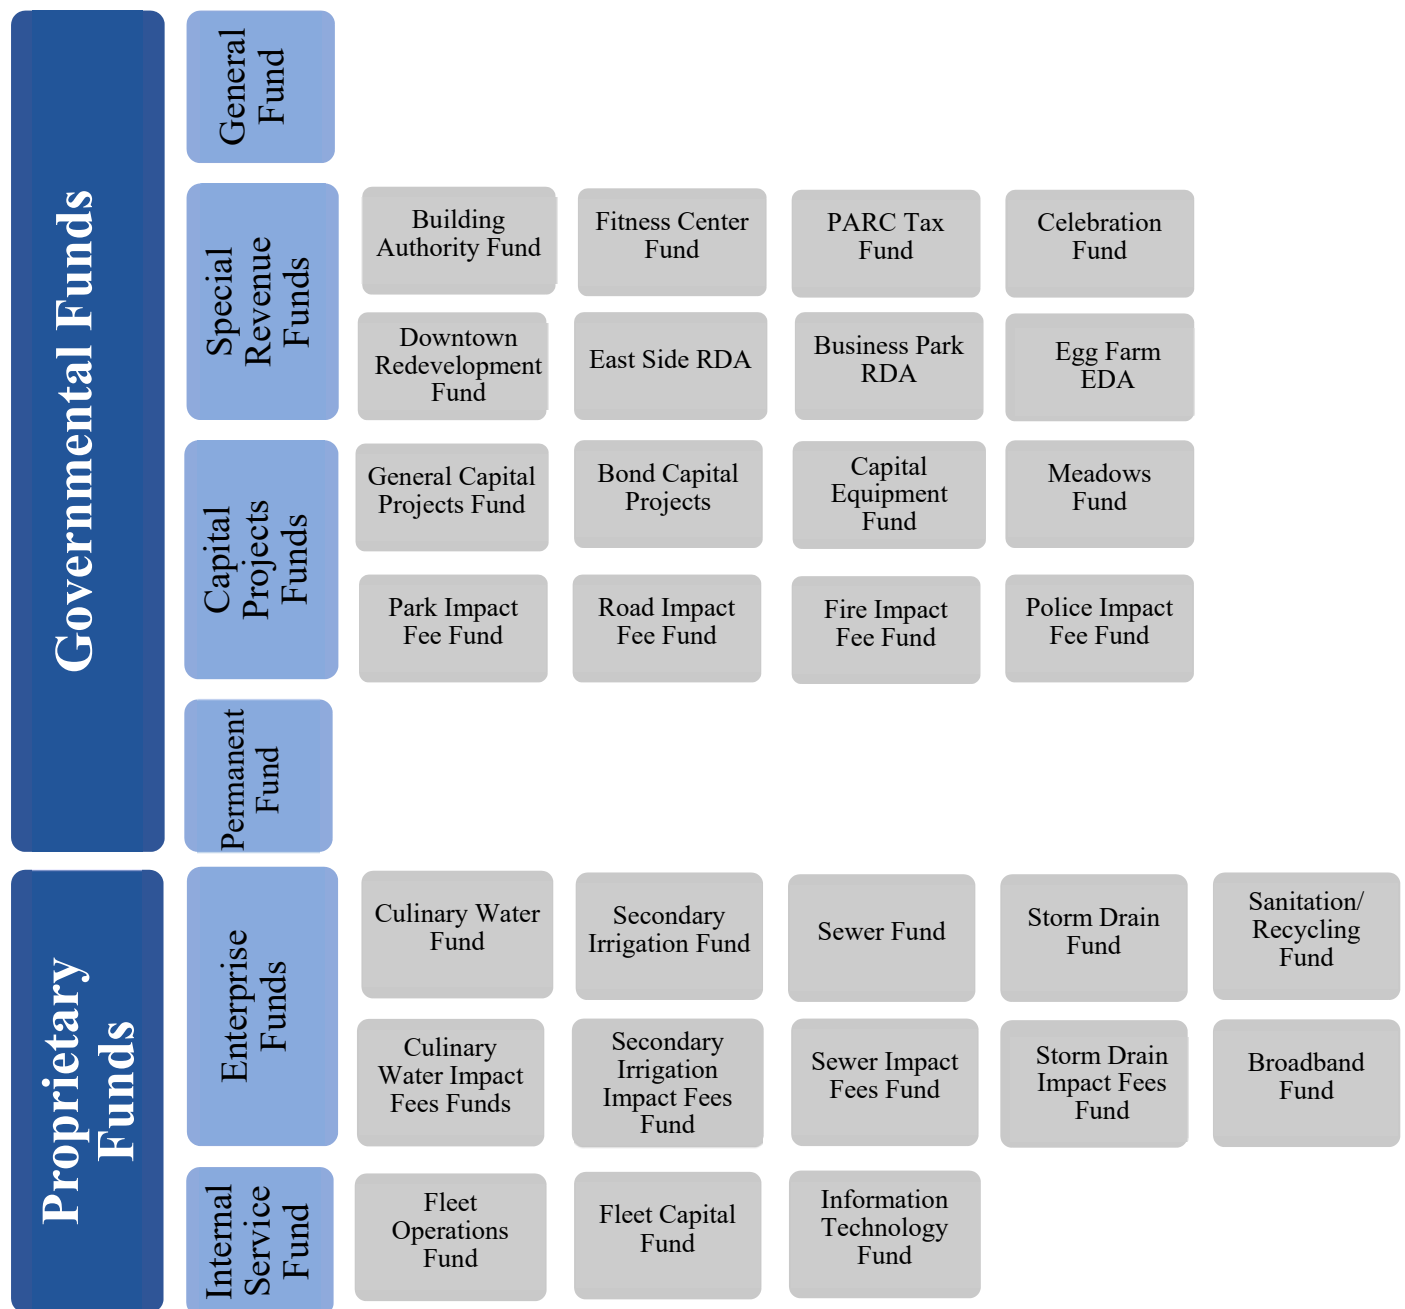 Governmental Funds
General
Fund
Special
Revenue
Funds
Building
Authority Fund
Fitness Center
Fund
PARC Tax
Fund
Celebration
Fund
Downtown
Redevelopment
Fund
East Side RDA
Business Park
RDA
Egg Farm
EDA
Capital
Projects
Funds
General Capital
Projects Fund
Bond Capital
Projects
Capital
Equipment
Fund
Meadows
Fund
Park Impact
Fee Fund
Road Impact
Fee Fund
Fire Impact
Fee Fund
Police Impact
Fee Fund
Permanent
Fund
Proprietary
Funds
Enterprise
Funds
Culinary Water
Fund
Secondary
Irrigation Fund
Sewer Fund
Storm Drain
Fund
Sanitation/
Recycling
Fund
Culinary
Water Impact
Fees Funds
Secondary
Irrigation
Impact Fees
Fund
Sewer Impact
Fees Fund
Storm Drain
Impact Fees
Fund
Broadband
Fund
Internal
Service
Fund
Fleet
Operations
Fund
Fleet Capital
Fund
Information
Technology
Fund